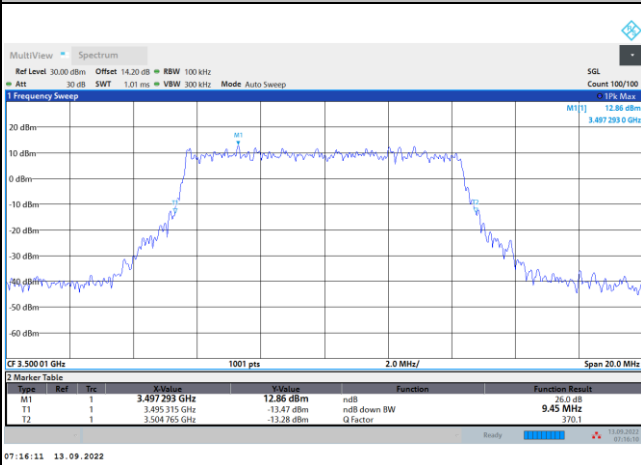 MultiView Spectrum
Ref Level 30.00 dBm Offset 14.20 dB RBW 100 kHz SGL
Att 30 dB SWT 1.01 ms VBW 300 kHz Mode Auto Sweep Count 100/100
1 Frequency Sweep 1Pk Max
M1[1] 12.86 dBm
3.497 293 0 GHz
20 dBm
M1
10 dBm
0 dBm
-10 dBm
-20 dBm
-30 dBm
-40 dBm
-50 dBm
-60 dBm
CF 3.500 01 GHz 1001 pts 2.0 MHz/ Span 20.0 MHz
2 Marker Table
Type Ref Trc X-Value Y-Value Function Function Result
M1 1 3.497 293 GHz 12.86 dBm ndB 26.0 dB
T1 1 3.495 315 GHz -13.47 dBm ndB down BW 9.45 MHz
T2 1 3.504 765 GHz -13.28 dBm Q Factor 370.1
Ready 13.09.2022
07:16:10
07:16:11 13.09.2022